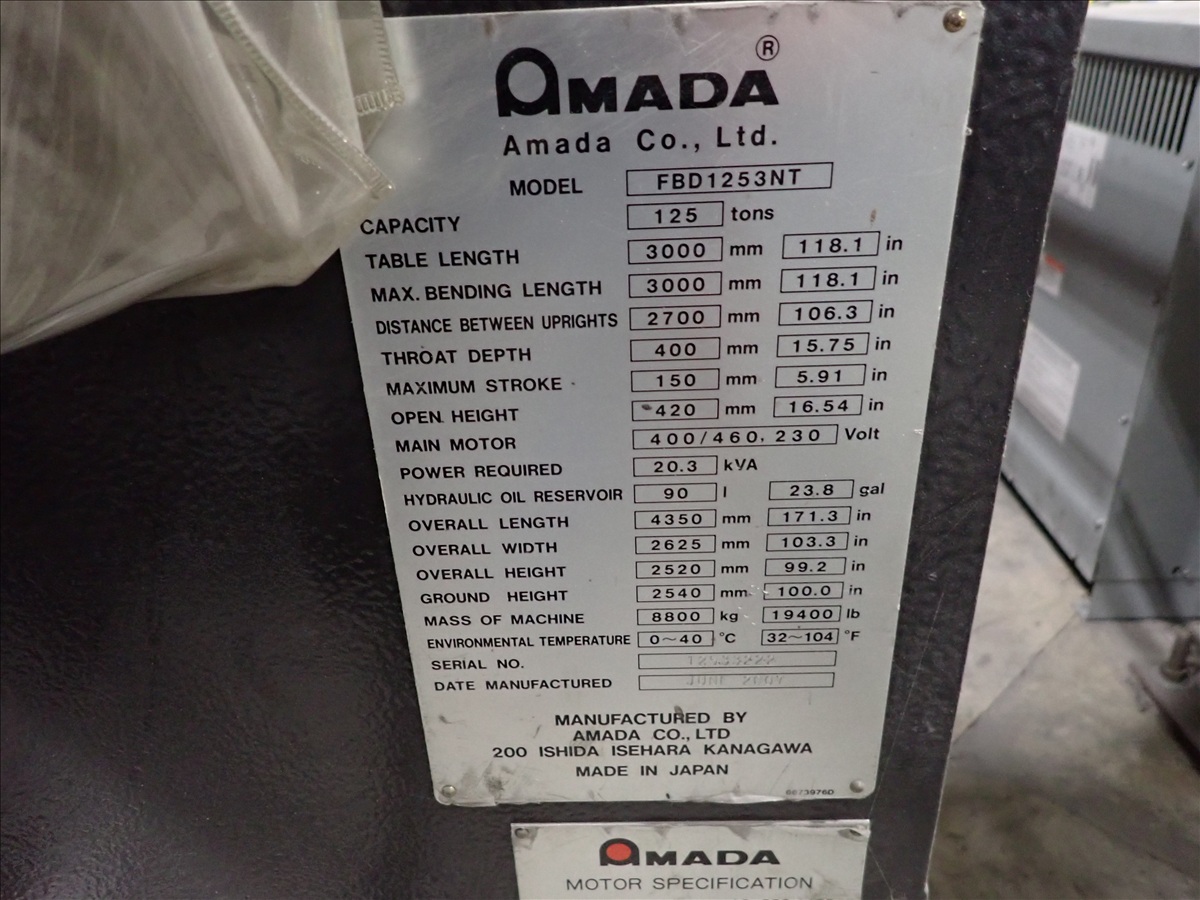 AMADA®
Amada Co., Ltd.
MODEL FBD1253NT
CAPACITY 125 tons
TABLE LENGTH 3000 mm 118.1 in
MAX. BENDING LENGTH 3000 mm 118.1 in
DISTANCE BETWEEN UPRIGHTS 2700 mm 106.3 in
THROAT DEPTH 400 mm 15.75 in
MAXIMUM STROKE 150 mm 5.91 in
OPEN HEIGHT 420 mm 16.54 in
MAIN MOTOR 400/460, 230 Volt
POWER REQUIRED 20.3 kVA
HYDRAULIC OIL RESERVOIR 90 l 23.8 gal
OVERALL LENGTH 4350 mm 171.3 in
OVERALL WIDTH 2625 mm 103.3 in
OVERALL HEIGHT 2520 mm 99.2 in
GROUND HEIGHT 2540 mm 100.0 in
MASS OF MACHINE 8800 kg 19400 lb
ENVIRONMENTAL TEMPERATURE 0~40 °C 32~104 °F
SERIAL NO.
DATE MANUFACTURED JUNE
MANUFACTURED BY
AMADA CO., LTD
200 ISHIDA ISEHARA KANAGAWA
MADE IN JAPAN
6673976D
AMADA
MOTOR SPECIFICATION